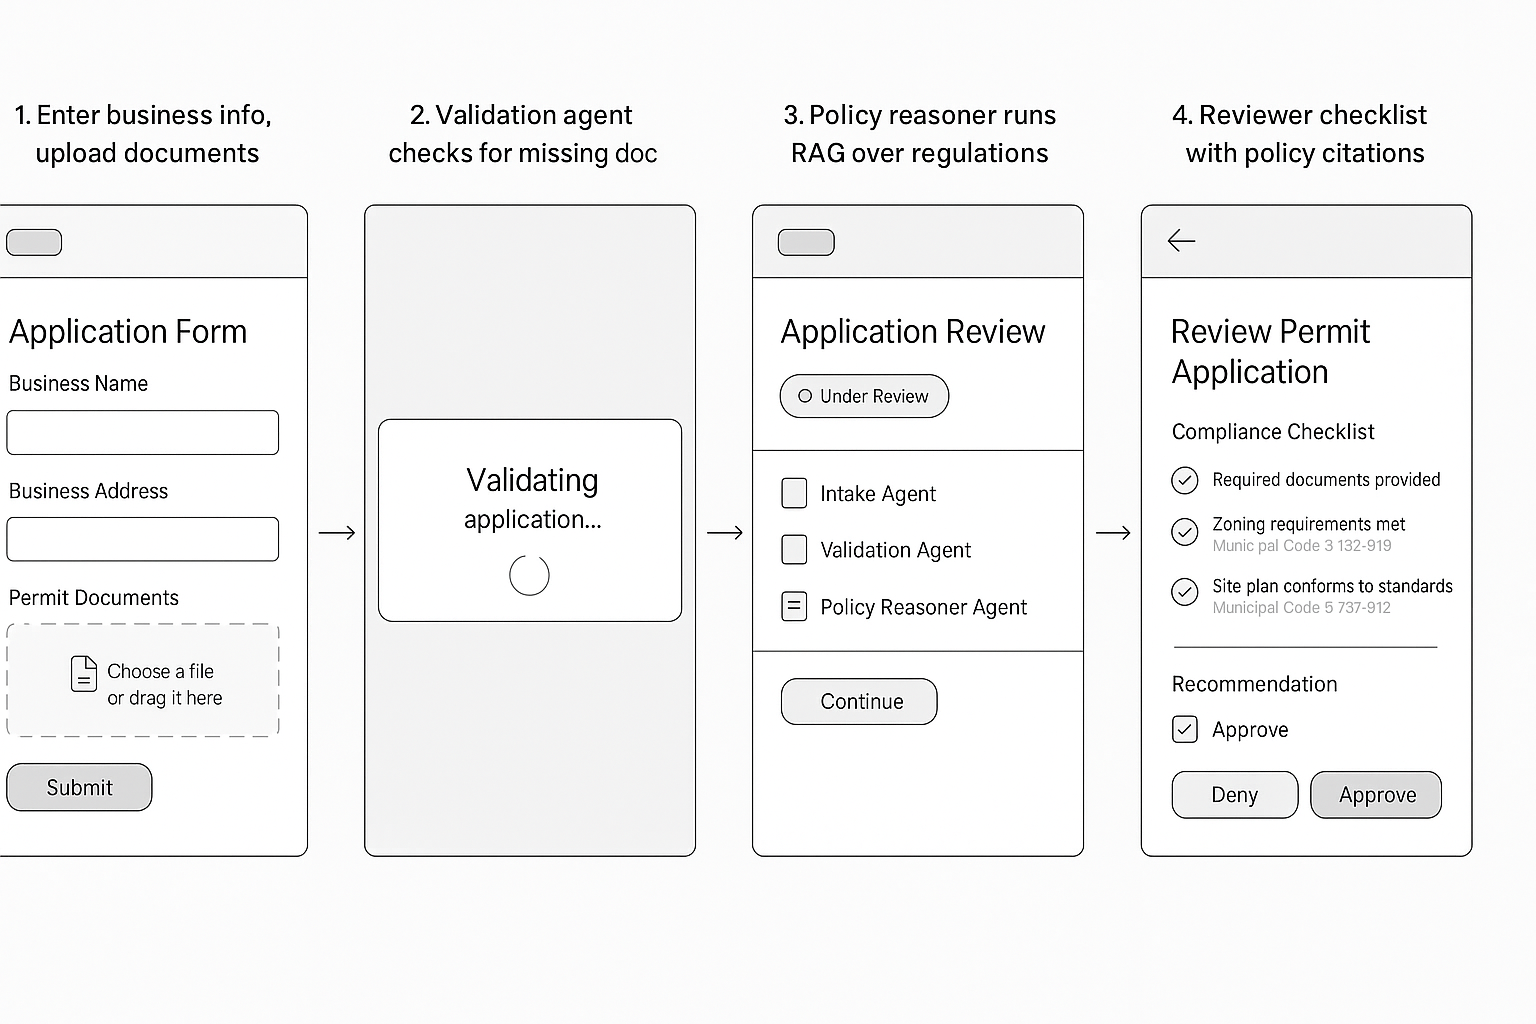 1. Enter business info,
upload documents
2. Validation agent
checks for missing doc
3. Policy reasoner runs
RAG over regulations
4. Reviewer checklist
with policy citations
Application Form
Business Name
Business Address
Permit Documents
Choose a file
or drag it here
Submit
Validating
application...
Application Review
Under Review
Intake Agent
Validation Agent
Policy Reasoner Agent
Continue
Review Permit
Application
Compliance Checklist
Required documents provided
Zoning requirements met
Munic pal Code 3 132-919
Site plan conforms to standards
Municipal Code 5 737-912
Recommendation
Approve
Deny
Approve